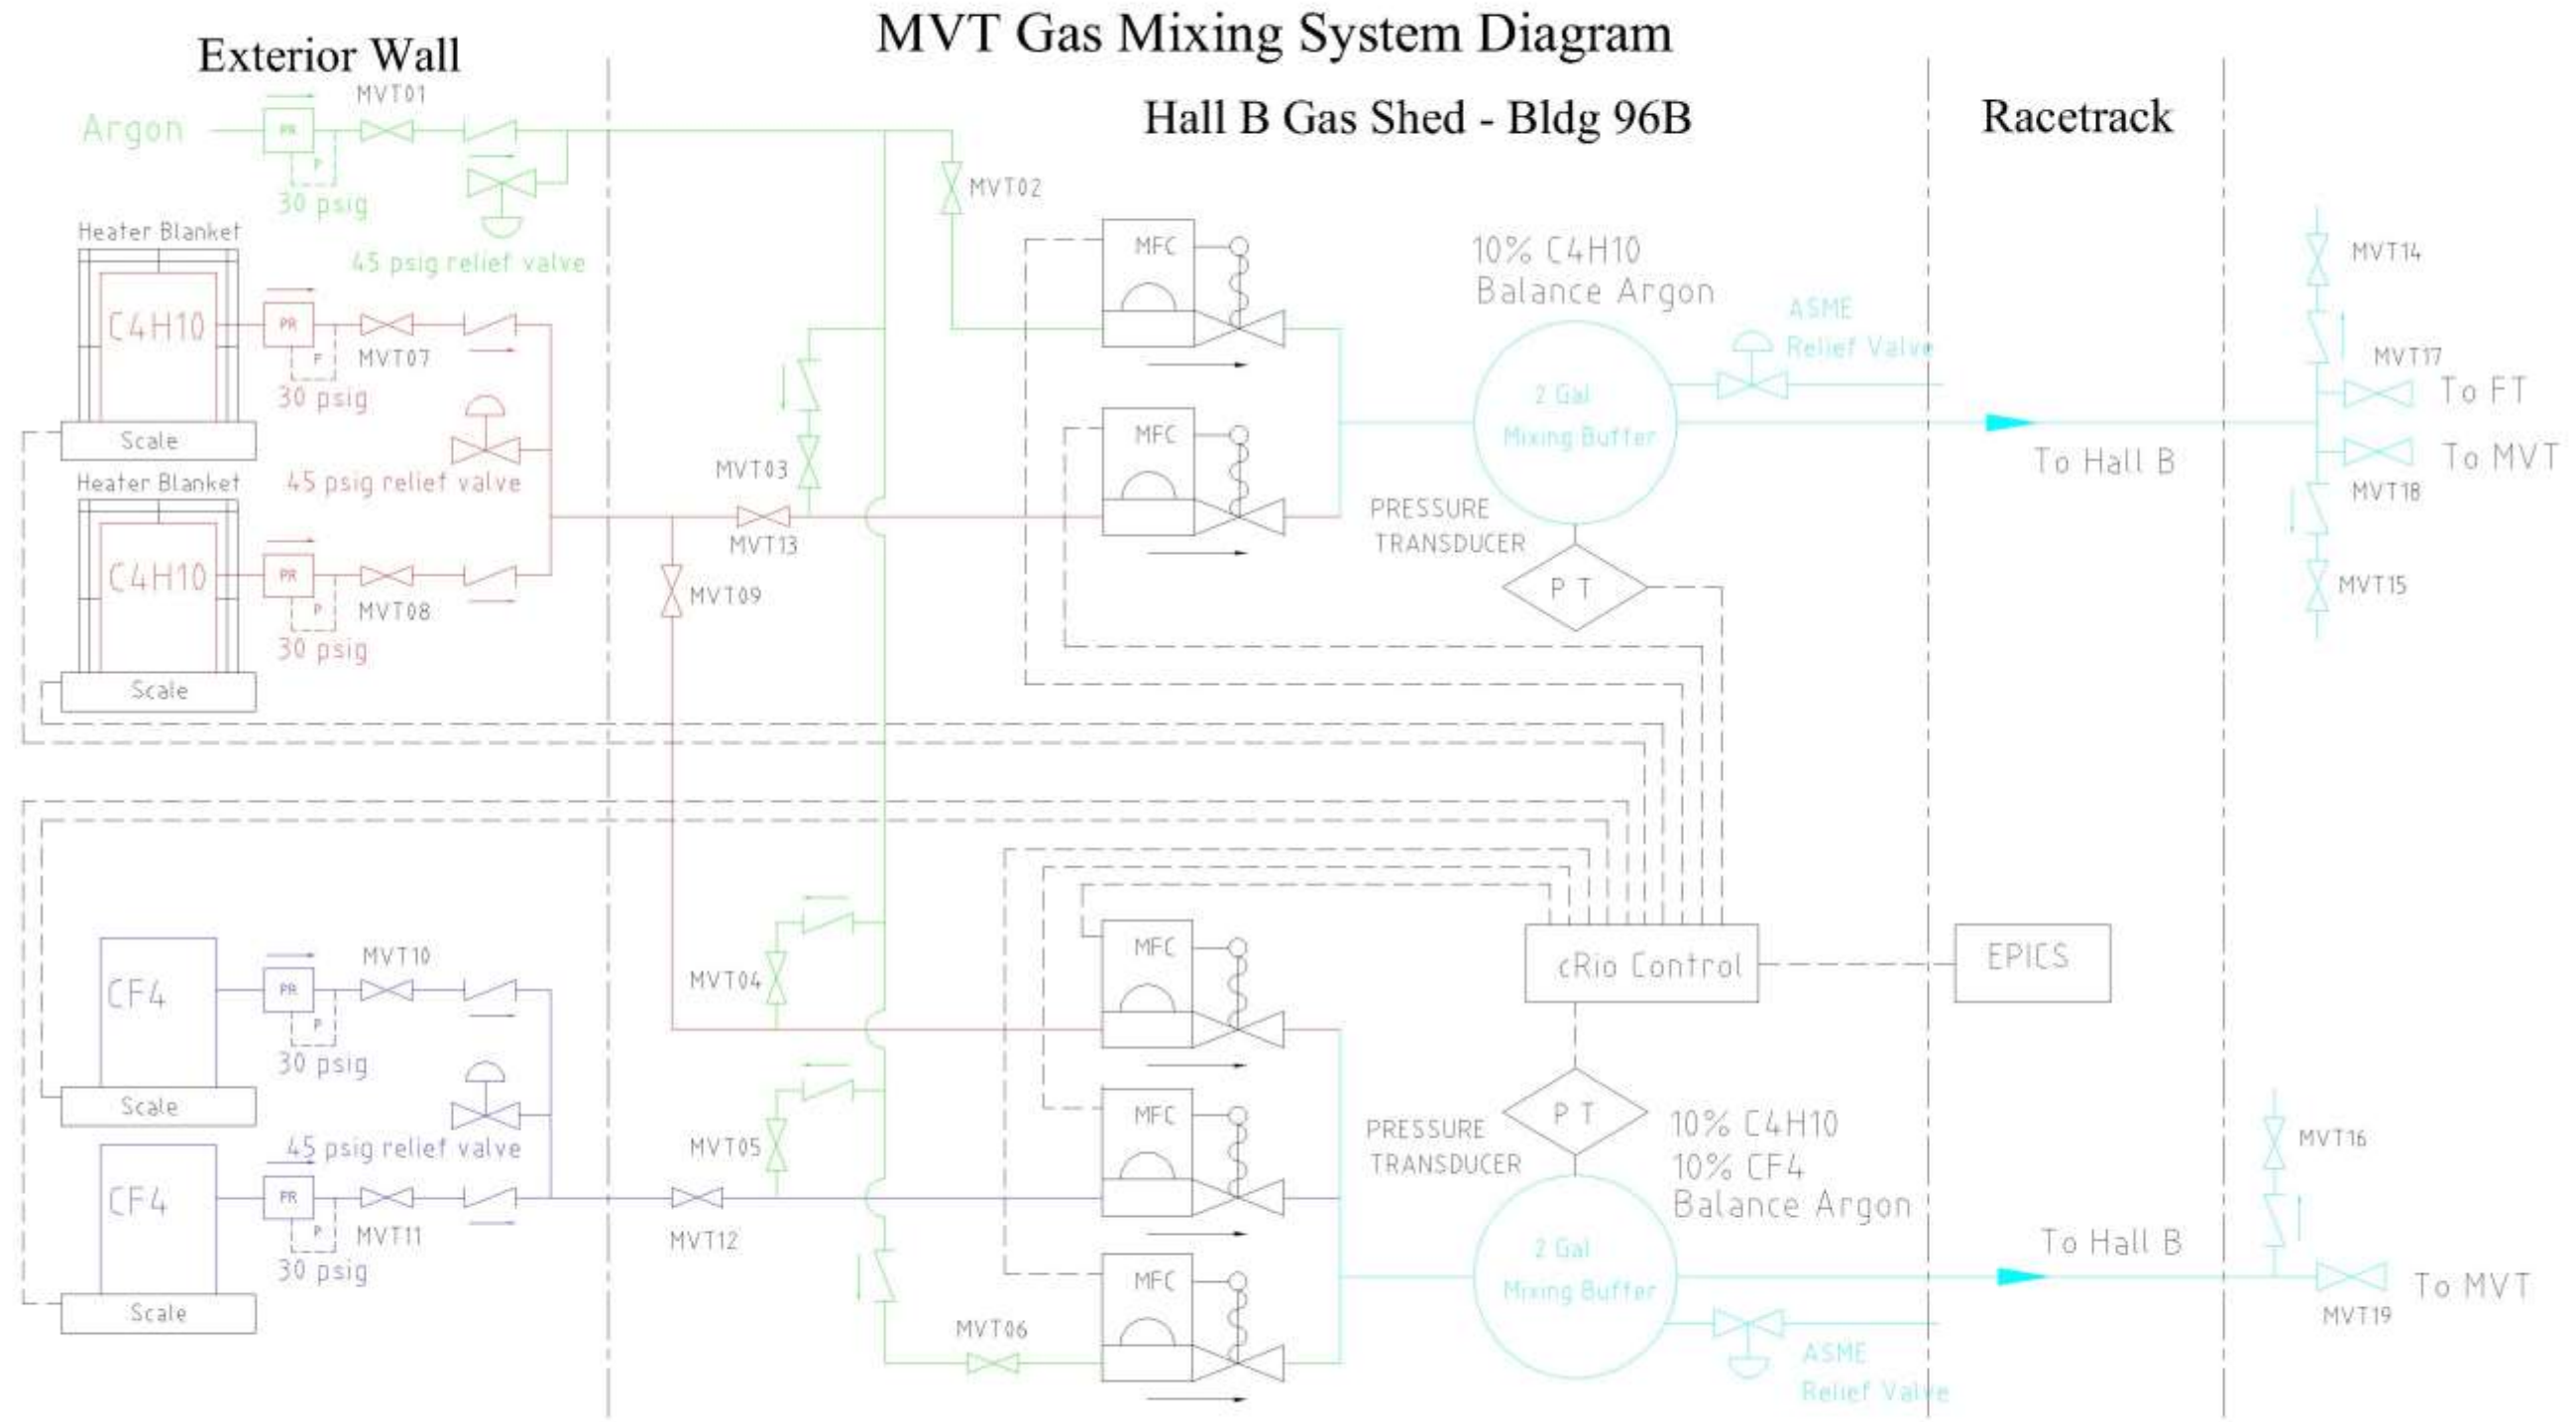 MVT Gas Mixing System Diagram
Exterior Wall
Hall B Gas Shed - Bldg 96B
Racetrack
Argon
PR
P
MVT01
30 psig
45 psig relief valve
MVT02
Heater Blanket
C4H10
PR
P
MVT07
30 psig
Scale
45 psig relief valve
Heater Blanket
C4H10
PR
P
MVT08
30 psig
Scale
MVT03
MVT13
MVT09
MFC
MFC
10% C4H10
Balance Argon
2 Gal
Mixing Buffer
ASME
Relief Valve
PRESSURE
TRANSDUCER
P T
To Hall B
MVT14
MVT17
To FT
To MVT
MVT18
MVT15
CF4
PR
P
MVT10
30 psig
Scale
45 psig relief valve
CF4
PR
P
MVT11
30 psig
Scale
MVT04
MVT05
MVT12
MVT06
MFC
MFC
MFC
cRio Control
EPICS
PRESSURE
TRANSDUCER
P T
10% C4H10
10% CF4
Balance Argon
2 Gal
Mixing Buffer
To Hall B
ASME
Relief Valve
MVT16
To MVT
MVT19